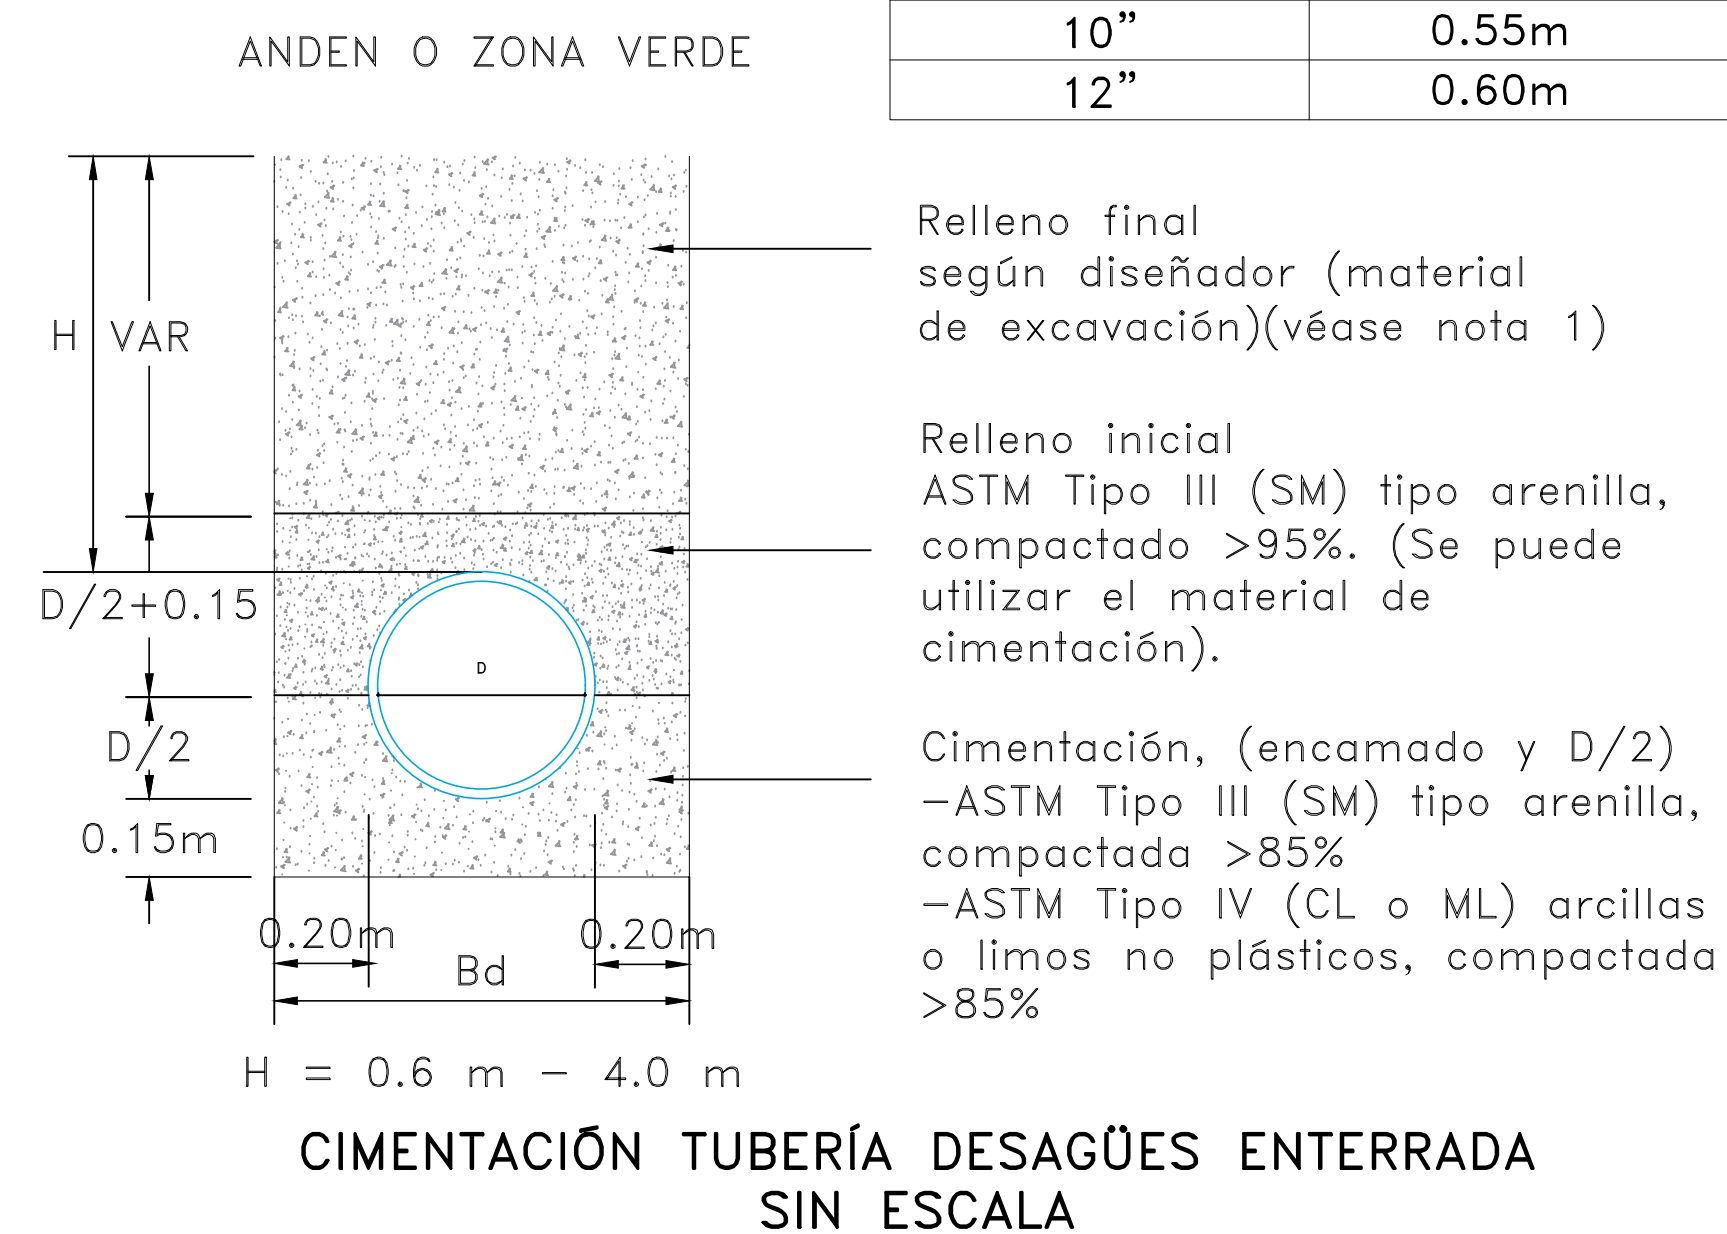 ANDEN O ZONA VERDE
10” 0.55m
12” 0.60m
Relleno final
según diseñador (material
de excavación)(véase nota 1)
H VAR
Relleno inicial
ASTM Tipo III (SM) tipo arenilla,
compactado >95%. (Se puede
utilizar el material de
cimentación).
D/2+0.15
D
D/2
0.15m
Cimentación, (encamado y D/2)
-ASTM Tipo III (SM) tipo arenilla,
compactada >85%
-ASTM Tipo IV (CL o ML) arcillas
o limos no plásticos, compactada
>85%
0.20m 0.20m
Bd
H = 0.6 m - 4.0 m
CIMENTACIÓN TUBERÍA DESAGÜES ENTERRADA
SIN ESCALA